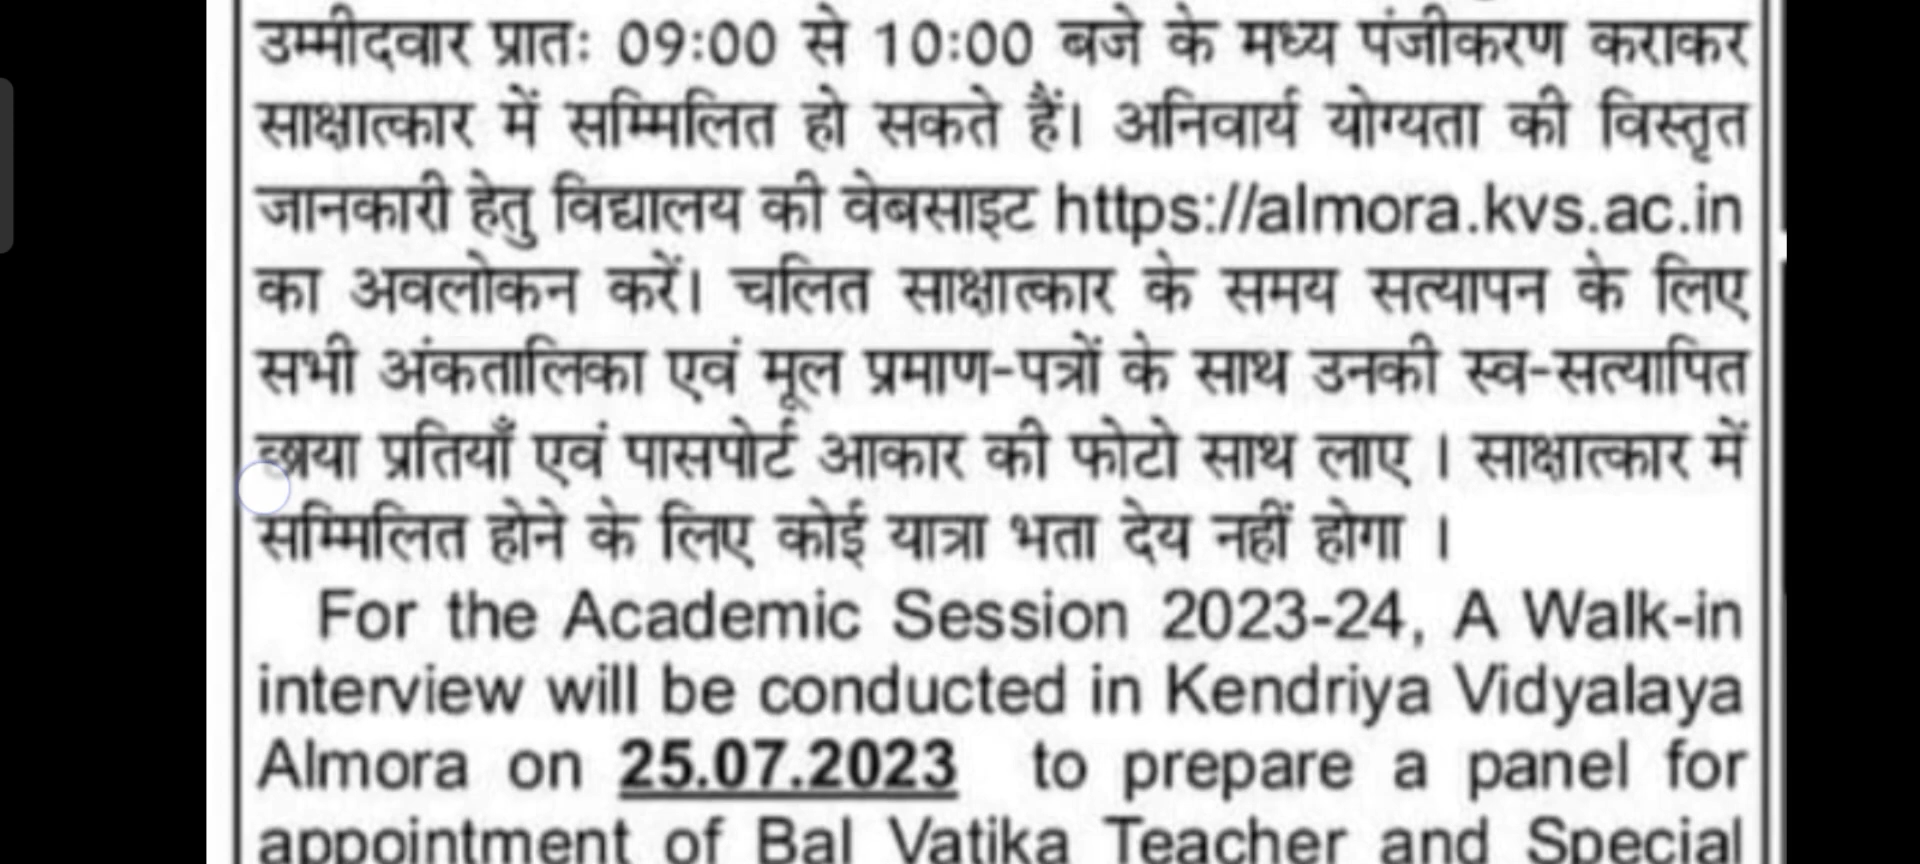 उम्मीदवार प्रातः 09:00 से 10:00 बजे के मध्य पंजीकरण कराकर
साक्षात्कार में सम्मिलित हो सकते हैं। अनिवार्य योग्यता की विस्तृत
जानकारी हेतु विद्यालय की वेबसाइट https://almora.kvs.ac.in
का अवलोकन करें। चलित साक्षात्कार के समय सत्यापन के लिए
सभी अंकतालिका एवं मूल प्रमाण-पत्रों के साथ उनकी स्व-सत्यापित
छाया प्रतियाँ एवं पासपोर्ट आकार की फोटो साथ लाए । साक्षात्कार में
सम्मिलित होने के लिए कोई यात्रा भता देय नहीं होगा ।
For the Academic Session 2023-24, A Walk-in
interview will be conducted in Kendriya Vidyalaya
Almora on 25.07.2023 to prepare a panel for
appointment of Bal Vatika Teacher and Special